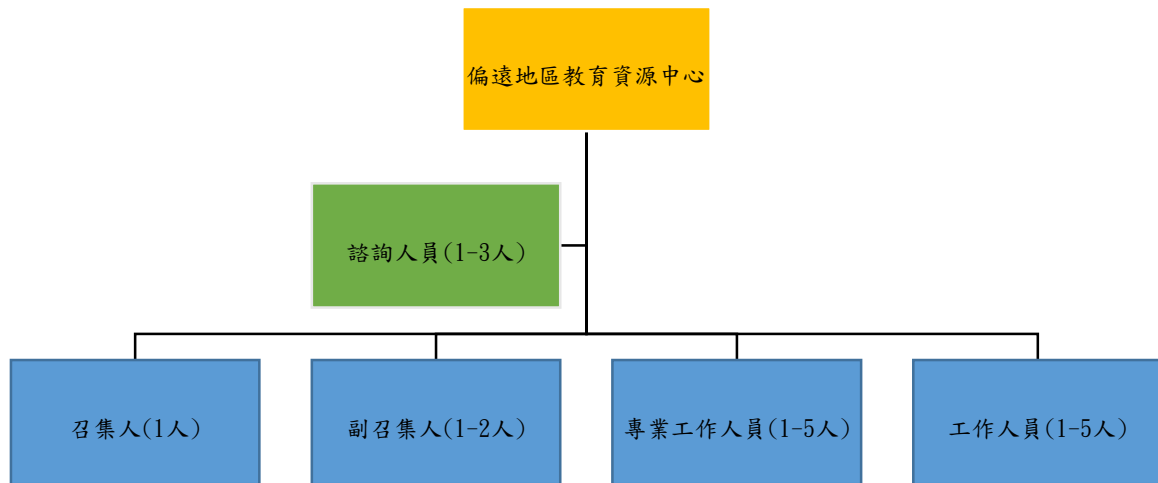 偏遠地區教育資源中心
諮詢人員(1-3人)
召集人(1人)
副召集人(1-2人)
專業工作人員(1-5人)
工作人員(1-5人)